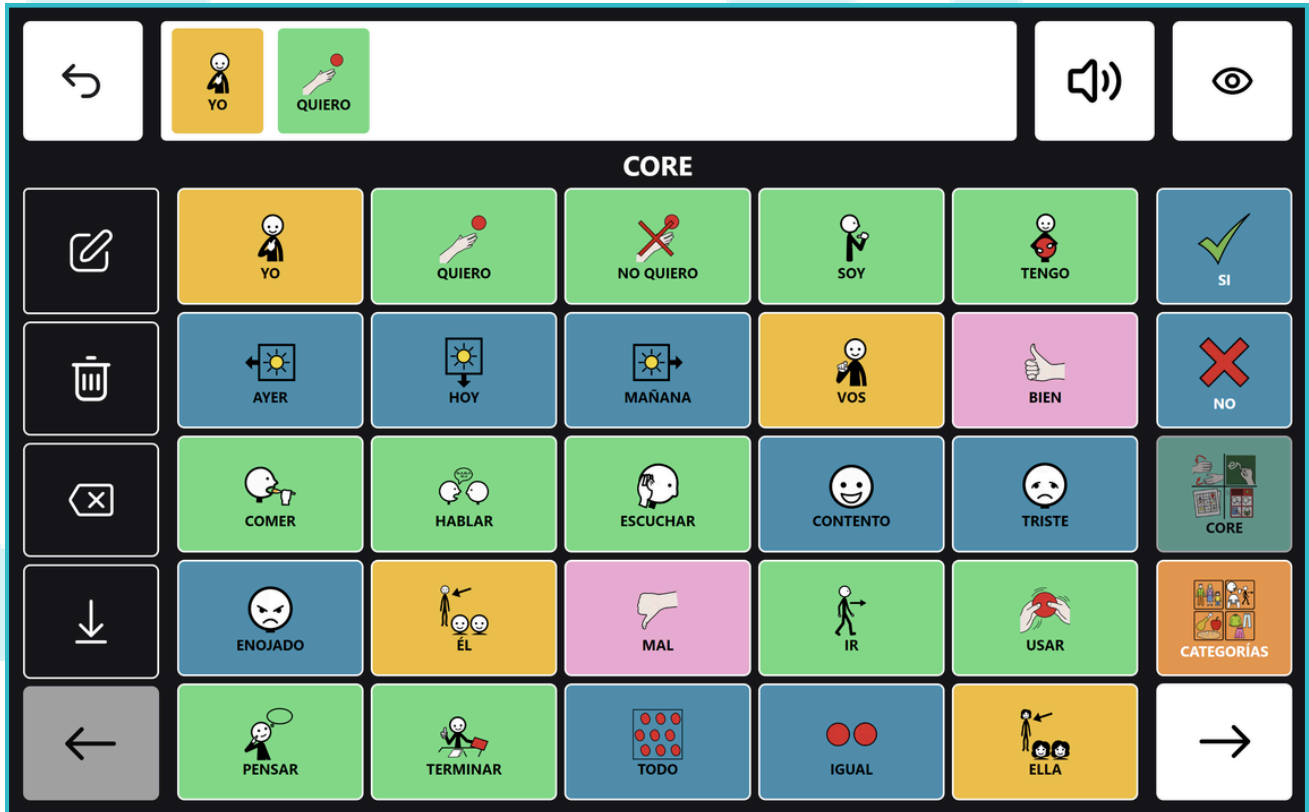 YO
QUIERO
CORE
YO
QUIERO
NO QUIERO
SOY
TENGO
SI
AYER
HOY
MAÑANA
VOS
BIEN
NO
COMER
HABLAR
ESCUCHAR
CONTENTO
TRISTE
CORE
ENOJADO
ÉL
MAL
IR
USAR
CATEGORÍAS
PENSAR
TERMINAR
TODO
IGUAL
ELLA